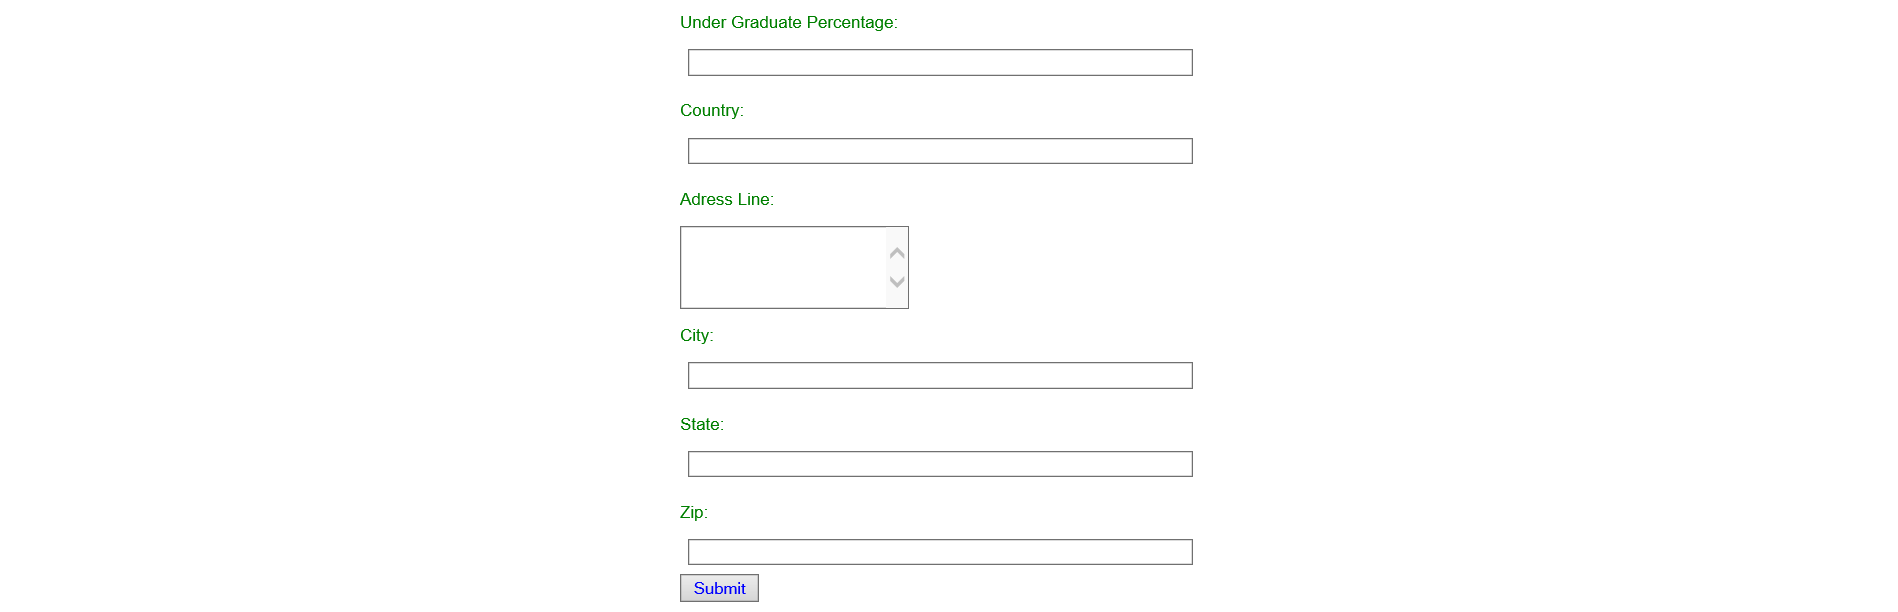 Under Graduate Percentage:
Country:
Adress Line:
City:
State:
Zip:
Submit